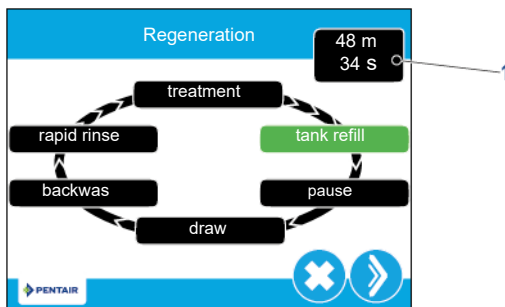 Regeneration
48 m
34 s
treatment
rapid rinse
tank refill
backwas
pause
draw
PENTAIR